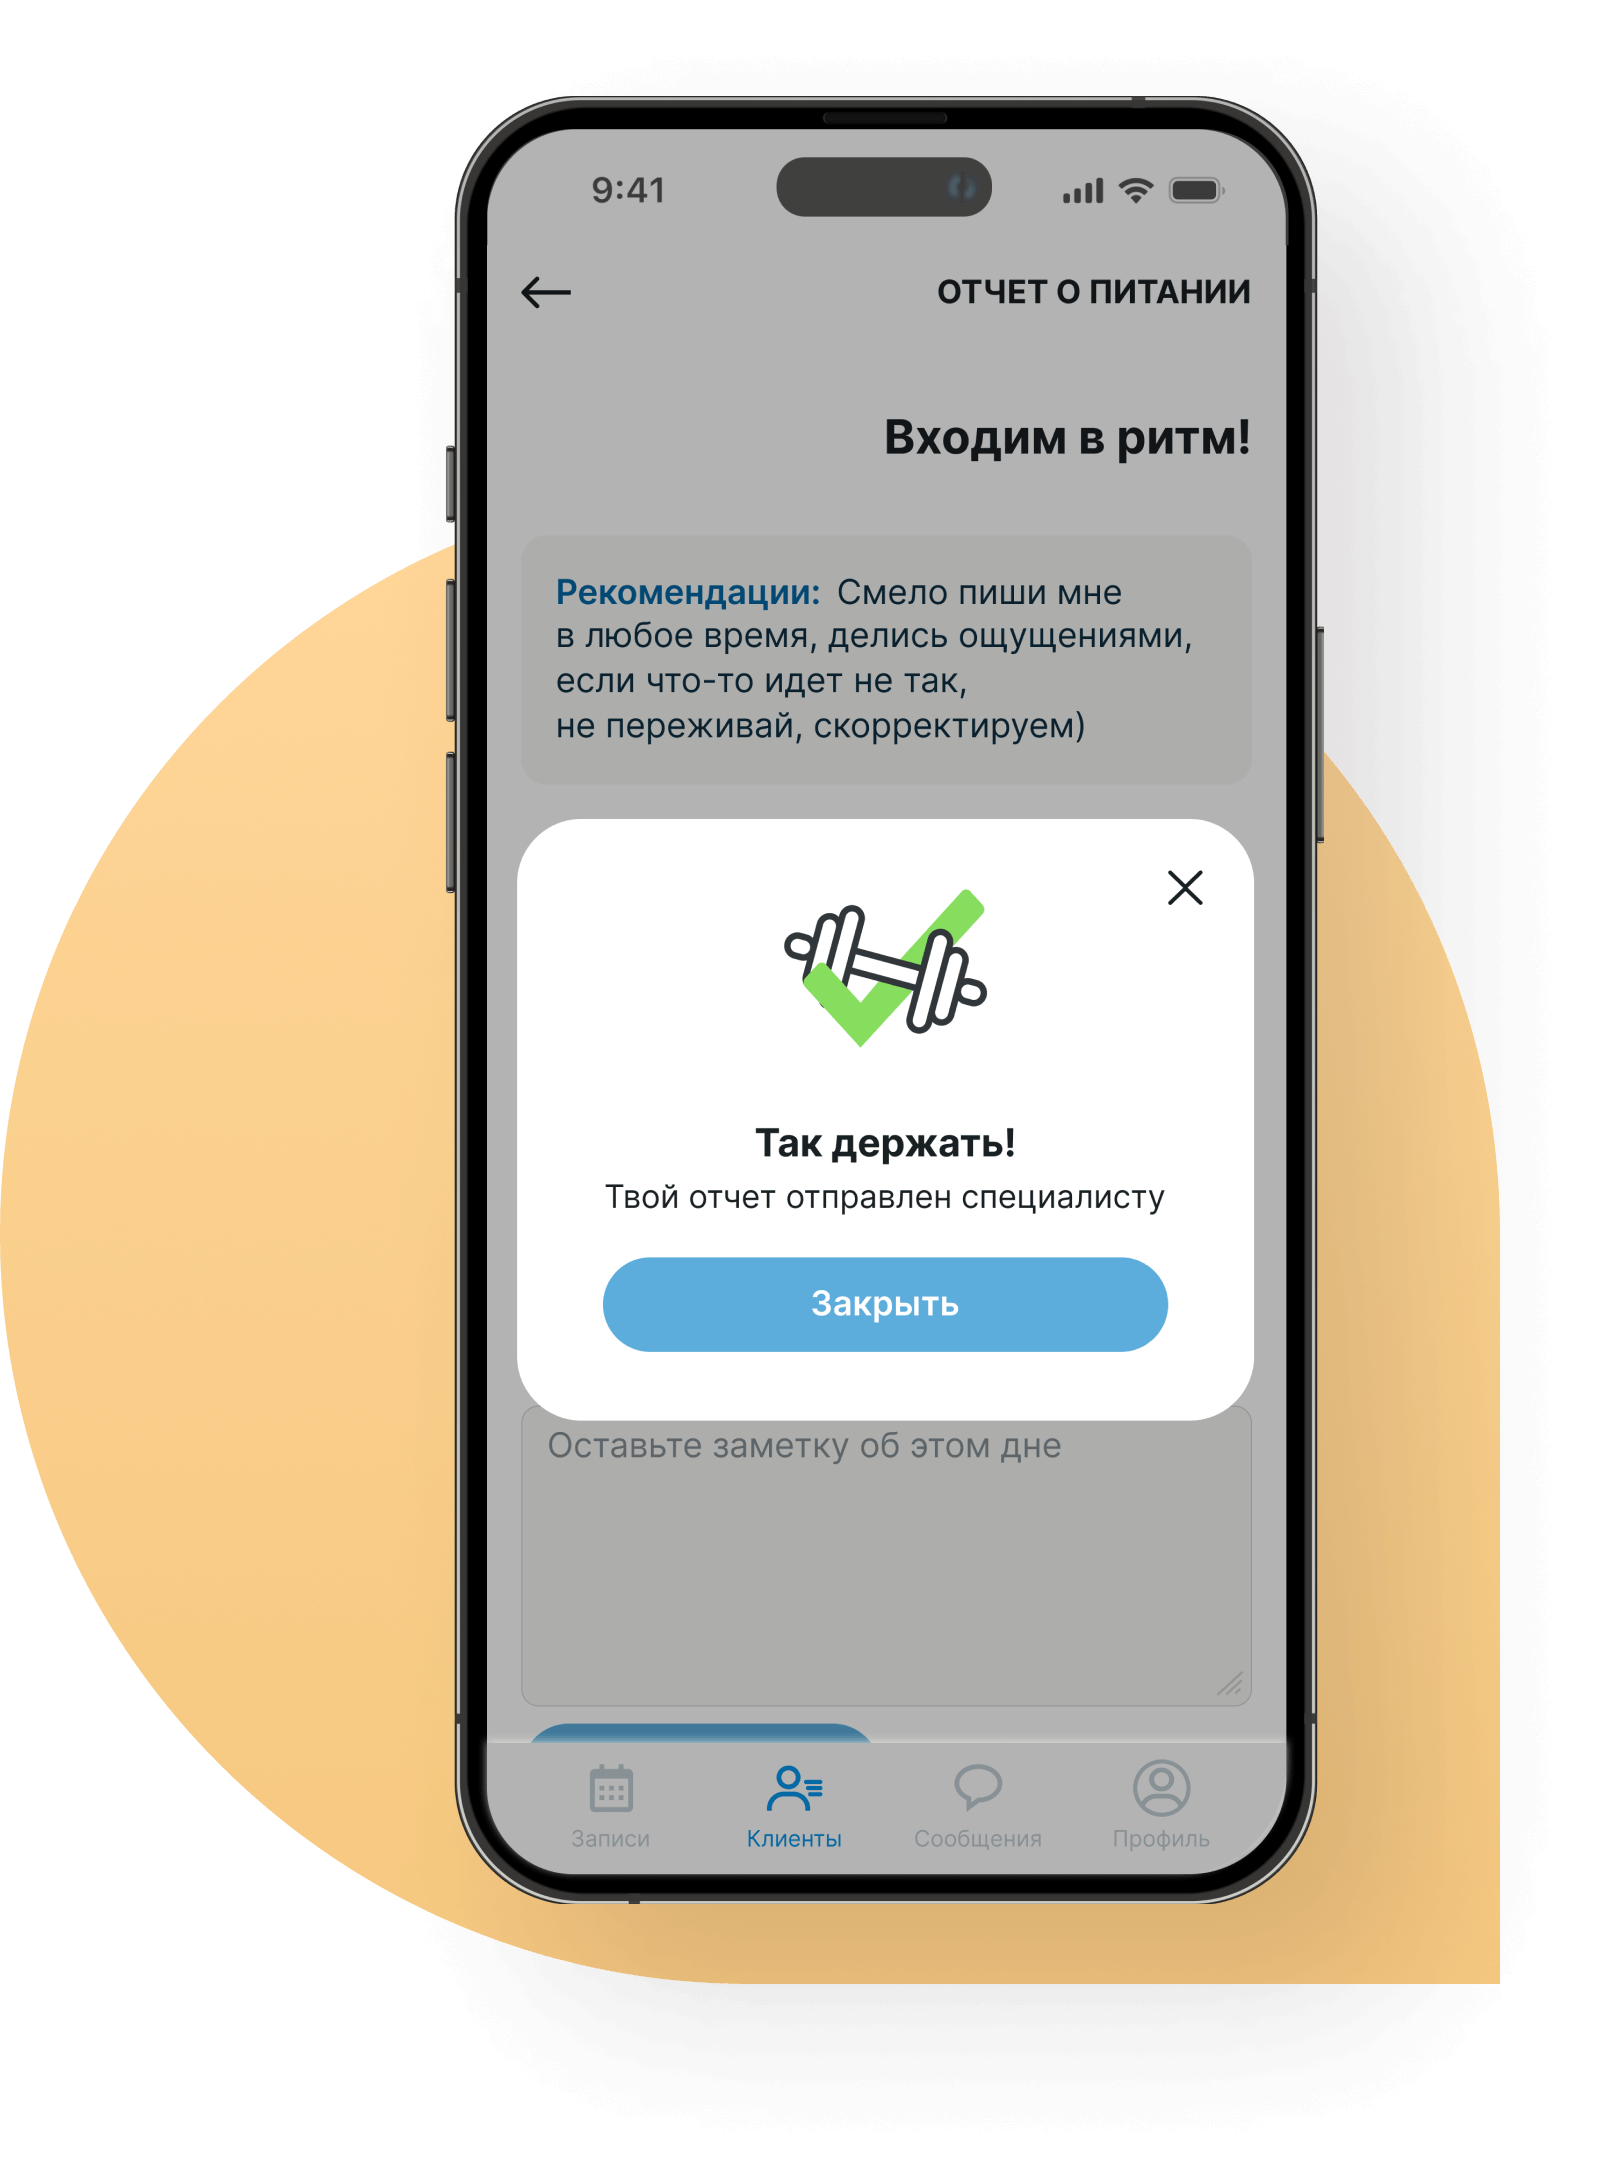 9:41
ОТЧЕТ О ПИТАНИИ
Входим в ритм!
Рекомендации: Смело пиши мне
в любое время, делись ощущениями,
если что-то идет не так,
не переживай, скорректируем)
Так держать!
Твой отчет отправлен специалисту
Закрыть
Оставьте заметку об этом дне
Записи
Клиенты
Сообщения
Профиль